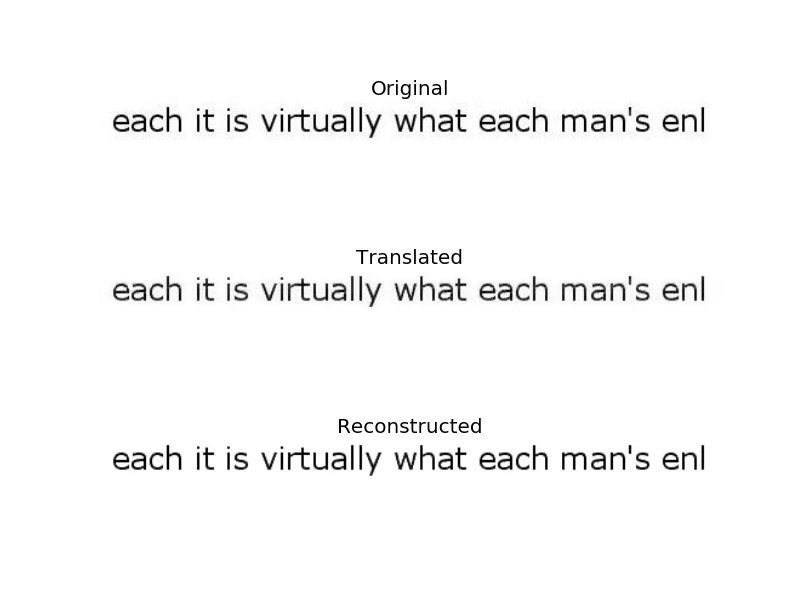 Original
each it is virtually what each man's enl
Translated
each it is virtually what each man's enl
Reconstructed
each it is virtually what each man's enl